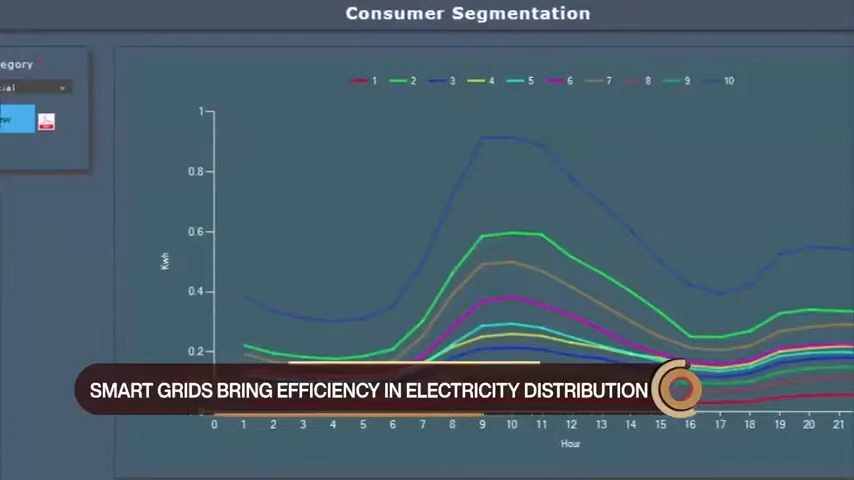 Consumer Segmentation
egory
ial
ew
1 2 3 4 5 6 7 8 9 10
1
0.8
0.6
Kwh
0.4
0.2
SMART GRIDS BRING EFFICIENCY IN ELECTRICITY DISTRIBUTION
0 1 2 3 4 5 6 7 8 9 10 11 12 13 14 15 16 17 18 19 20 21
Hour